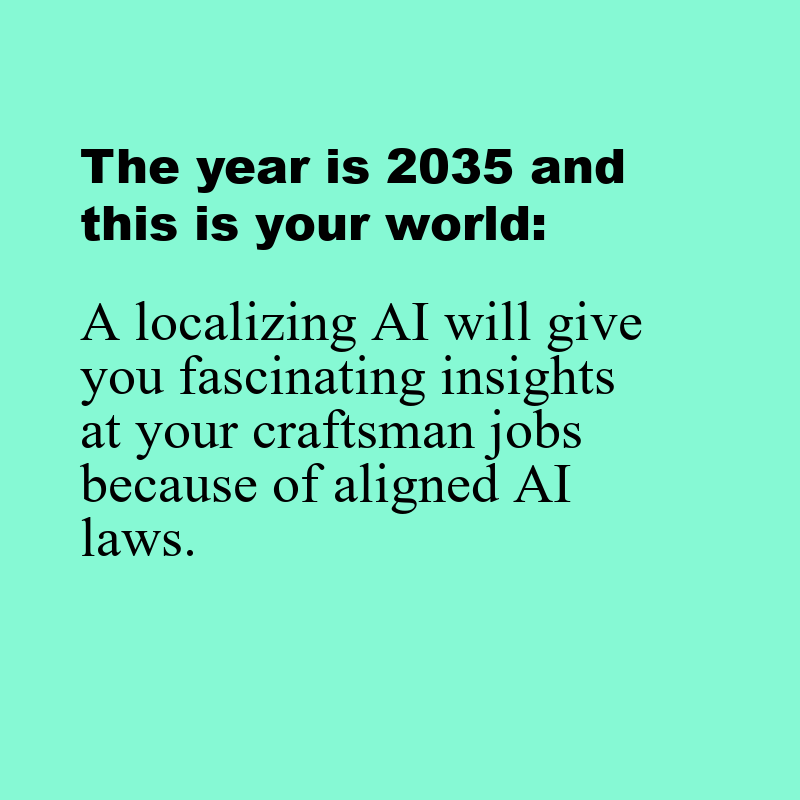 The year is 2035 and
this is your world:
A localizing AI will give
you fascinating insights
at your craftsman jobs
because of aligned AI
laws.